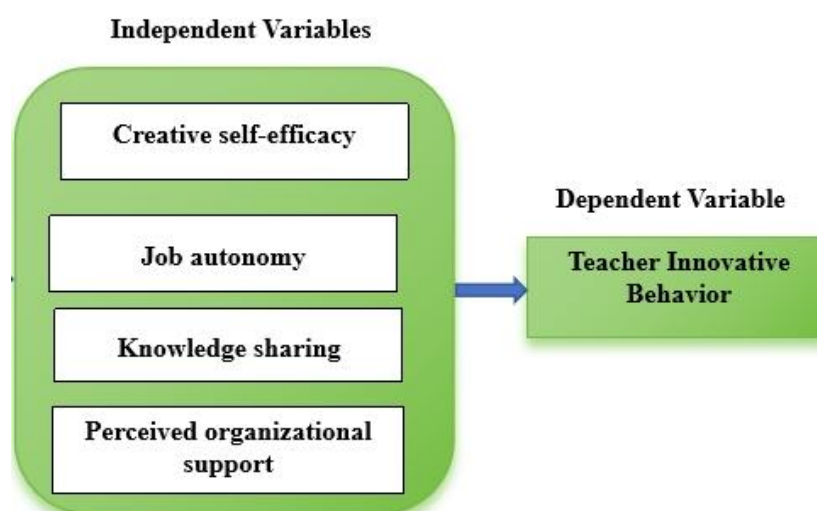 Independent Variables
Creative self-efficacy
Job autonomy
Knowledge sharing
Perceived organizational
support
Dependent Variable
Teacher Innovative
Behavior